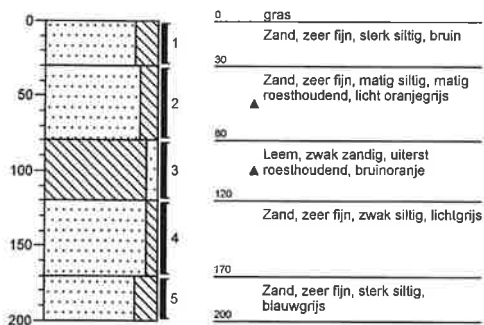 0
50
100
150
200
1
2
3
4
5
0 gras
Zand, zeer fijn, sterk siltig, bruin
30
Zand, zeer fijn, matig siltig, matig
roesthoudend, licht oranjegrijs
80
Leem, zwak zandig, uiterst
roesthoudend, bruinoranje
120
Zand, zeer fijn, zwak siltig, lichtgrijs
170
Zand, zeer fijn, sterk siltig,
blauwgrijs
200